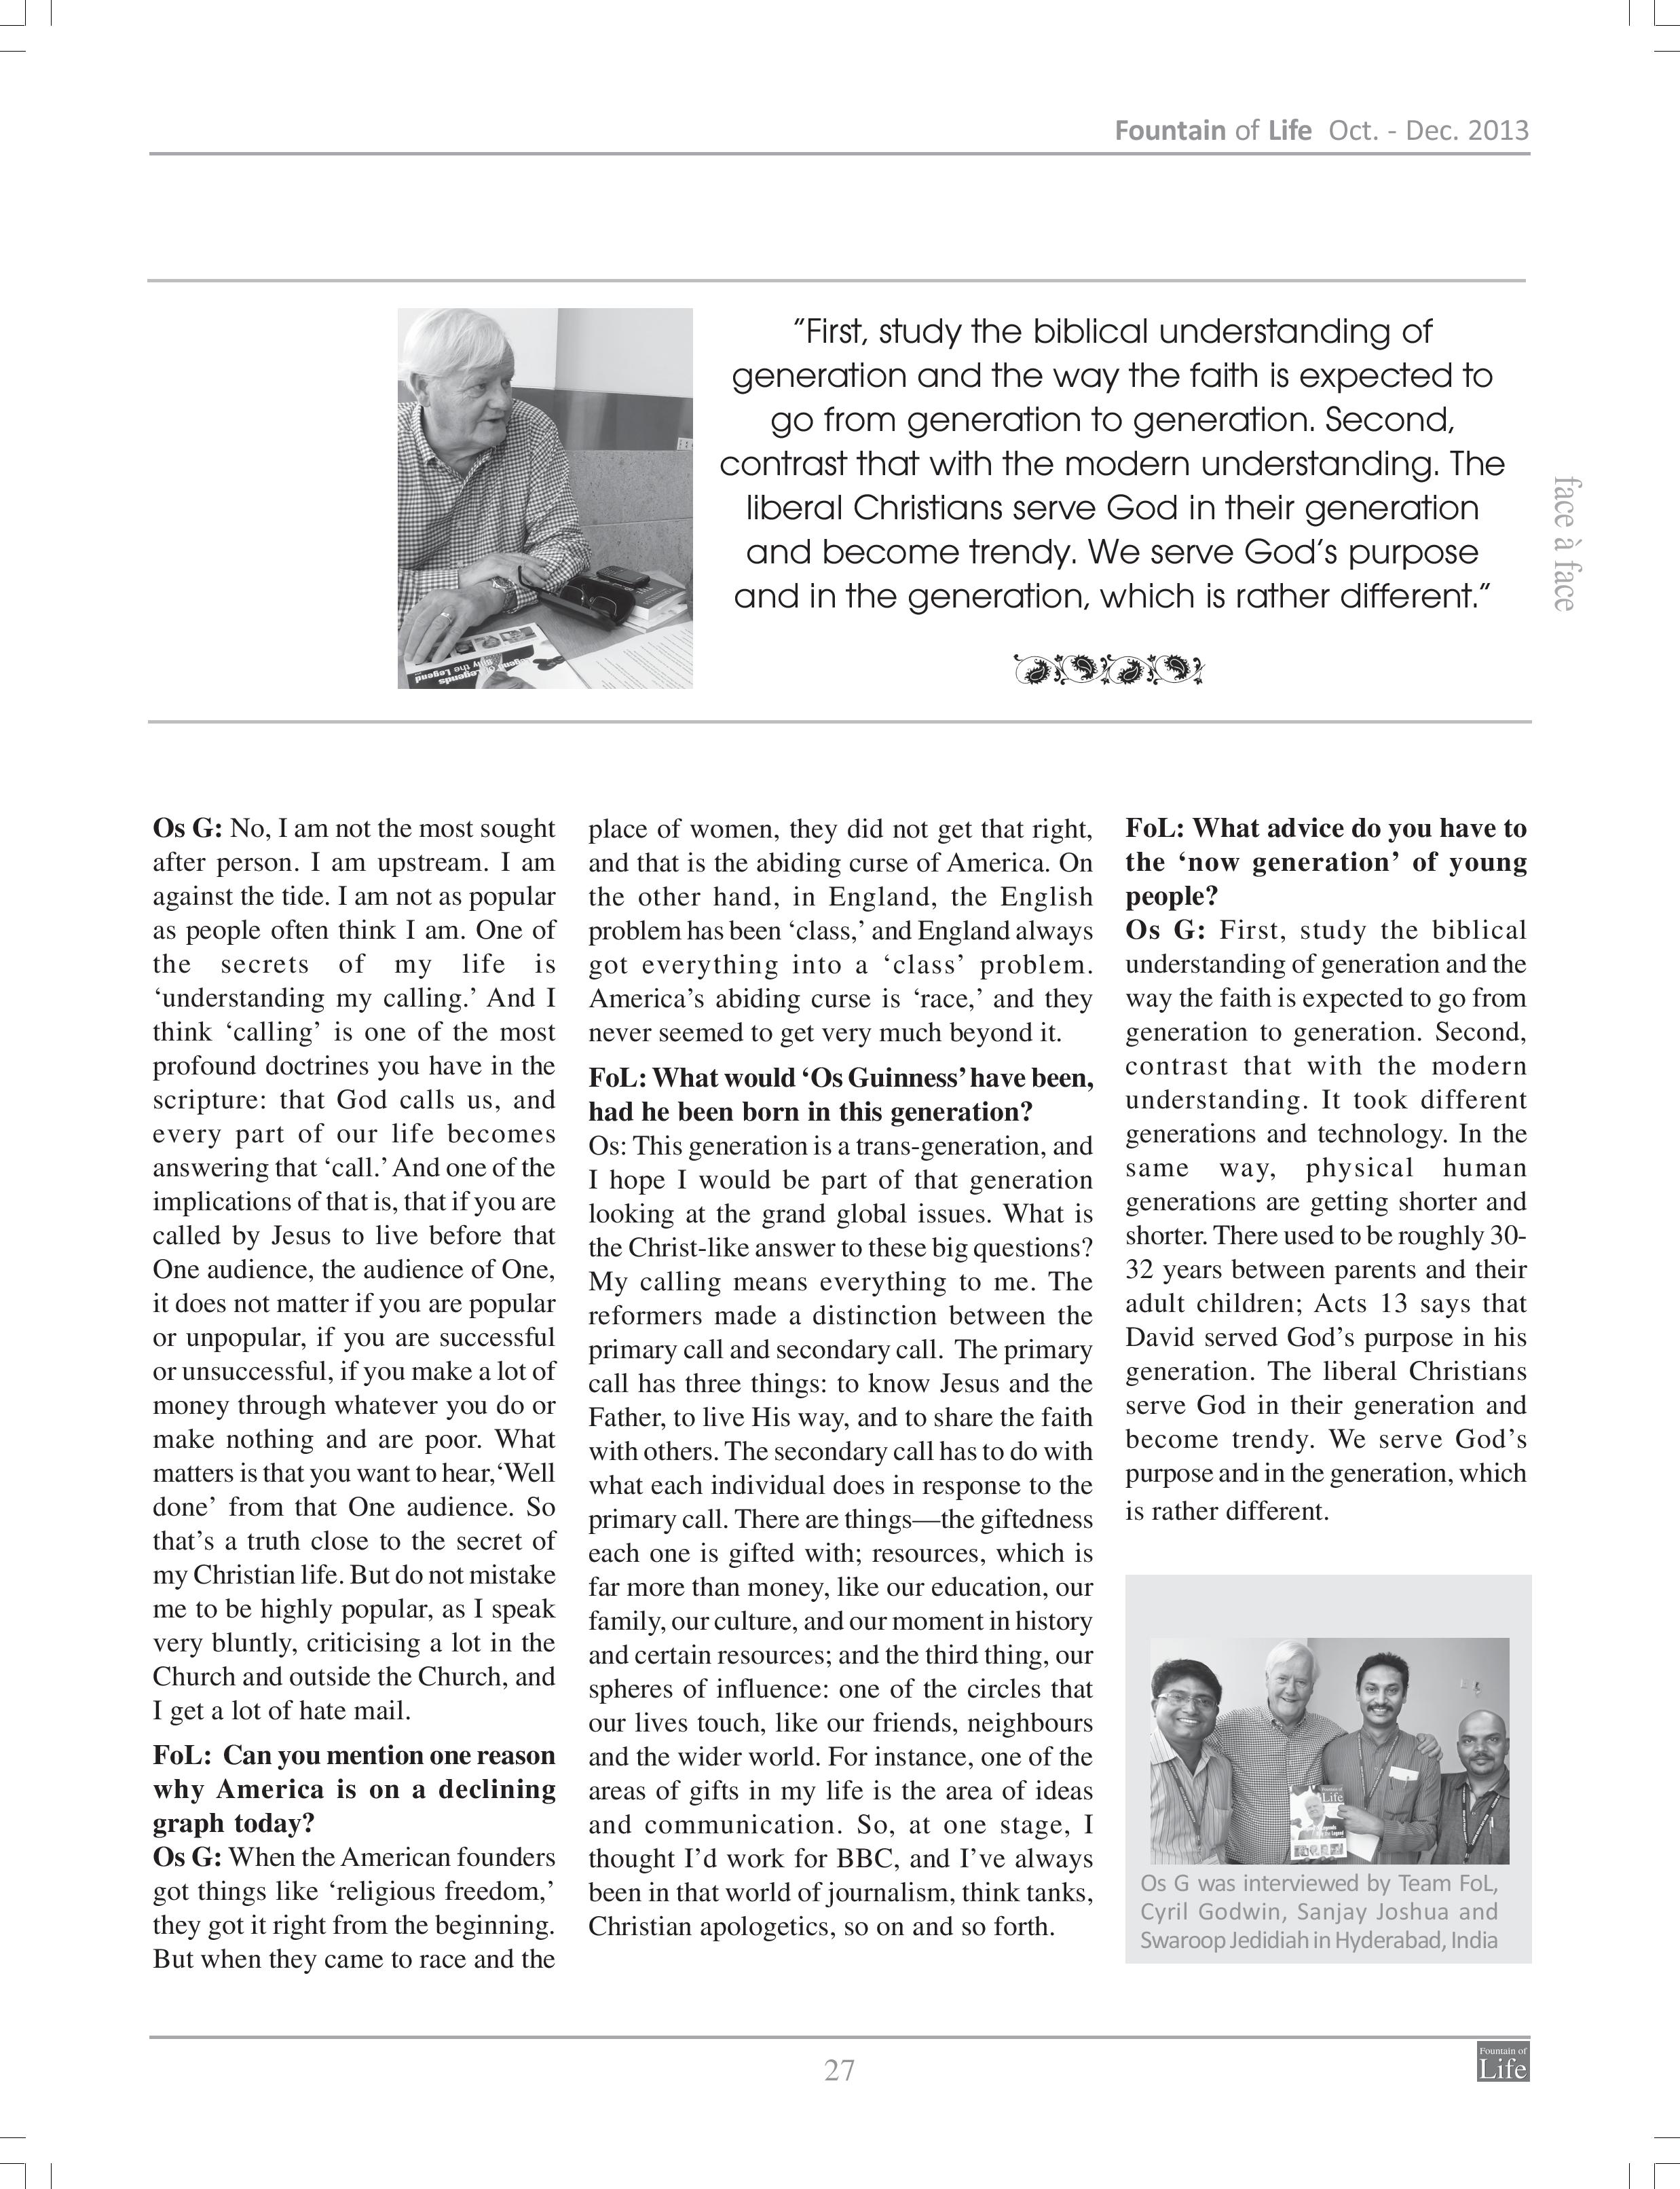 Fountain of Life Oct. - Dec. 2013
"First, study the biblical understanding of
generation and the way the faith is expected to
go from generation to generation. Second,
contrast that with the modern understanding. The
liberal Christians serve God in their generation
and become trendy. We serve God's purpose
and in the generation, which is rather different."
face à face
Os G: No, I am not the most sought
after person. I am upstream. I am
against the tide. I am not as popular
as people often think I am. One of
the secrets of my life is
‘understanding my calling.’ And I
think ‘calling’ is one of the most
profound doctrines you have in the
scripture: that God calls us, and
every part of our life becomes
answering that ‘call.’ And one of the
implications of that is, that if you are
called by Jesus to live before that
One audience, the audience of One,
it does not matter if you are popular
or unpopular, if you are successful
or unsuccessful, if you make a lot of
money through whatever you do or
make nothing and are poor. What
matters is that you want to hear,‘Well
done’ from that One audience. So
that’s a truth close to the secret of
my Christian life. But do not mistake
me to be highly popular, as I speak
very bluntly, criticising a lot in the
Church and outside the Church, and
I get a lot of hate mail.
FoL: Can you mention one reason
why America is on a declining
graph today?
Os G: When the American founders
got things like ‘religious freedom,’
they got it right from the beginning.
But when they came to race and the
place of women, they did not get that right,
and that is the abiding curse of America. On
the other hand, in England, the English
problem has been ‘class,’ and England always
got everything into a ‘class’ problem.
America’s abiding curse is ‘race,’ and they
never seemed to get very much beyond it.
FoL: What would ‘Os Guinness’ have been,
had he been born in this generation?
Os: This generation is a trans-generation, and
I hope I would be part of that generation
looking at the grand global issues. What is
the Christ-like answer to these big questions?
My calling means everything to me. The
reformers made a distinction between the
primary call and secondary call. The primary
call has three things: to know Jesus and the
Father, to live His way, and to share the faith
with others. The secondary call has to do with
what each individual does in response to the
primary call. There are things—the giftedness
each one is gifted with; resources, which is
far more than money, like our education, our
family, our culture, and our moment in history
and certain resources; and the third thing, our
spheres of influence: one of the circles that
our lives touch, like our friends, neighbours
and the wider world. For instance, one of the
areas of gifts in my life is the area of ideas
and communication. So, at one stage, I
thought I’d work for BBC, and I’ve always
been in that world of journalism, think tanks,
Christian apologetics, so on and so forth.
FoL: What advice do you have to
the ‘now generation’ of young
people?
Os G: First, study the biblical
understanding of generation and the
way the faith is expected to go from
generation to generation. Second,
contrast that with the modern
understanding. It took different
generations and technology. In the
same way, physical human
generations are getting shorter and
shorter. There used to be roughly 30-
32 years between parents and their
adult children; Acts 13 says that
David served God’s purpose in his
generation. The liberal Christians
serve God in their generation and
become trendy. We serve God’s
purpose and in the generation, which
is rather different.
Life
Os G was interviewed by Team FoL,
Cyril Godwin, Sanjay Joshua and
Swaroop Jedidiah in Hyderabad, India
27
Fountain of
Life